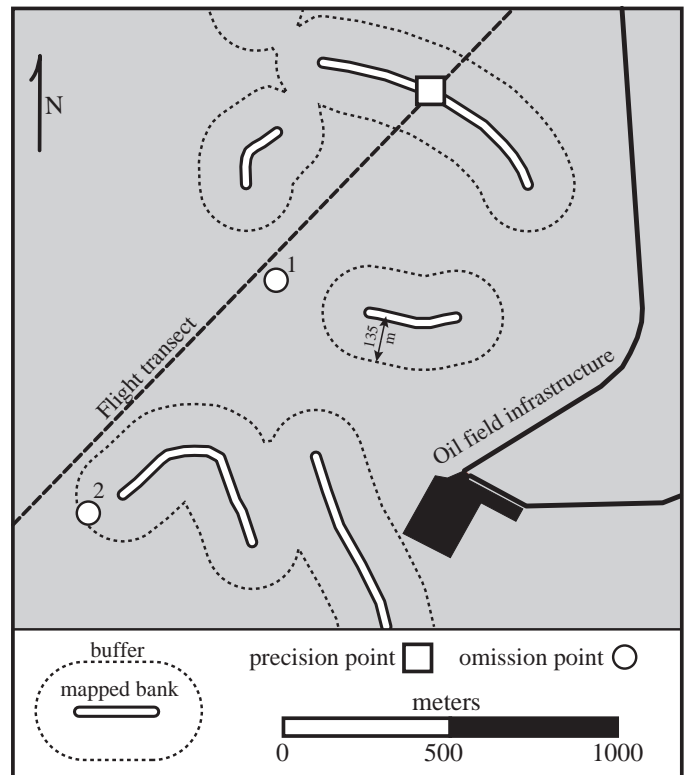 N
1
135
m
Flight transect
Oil field infrastructure
2
buffer
mapped bank
precision point
omission point
meters
0 500 1000